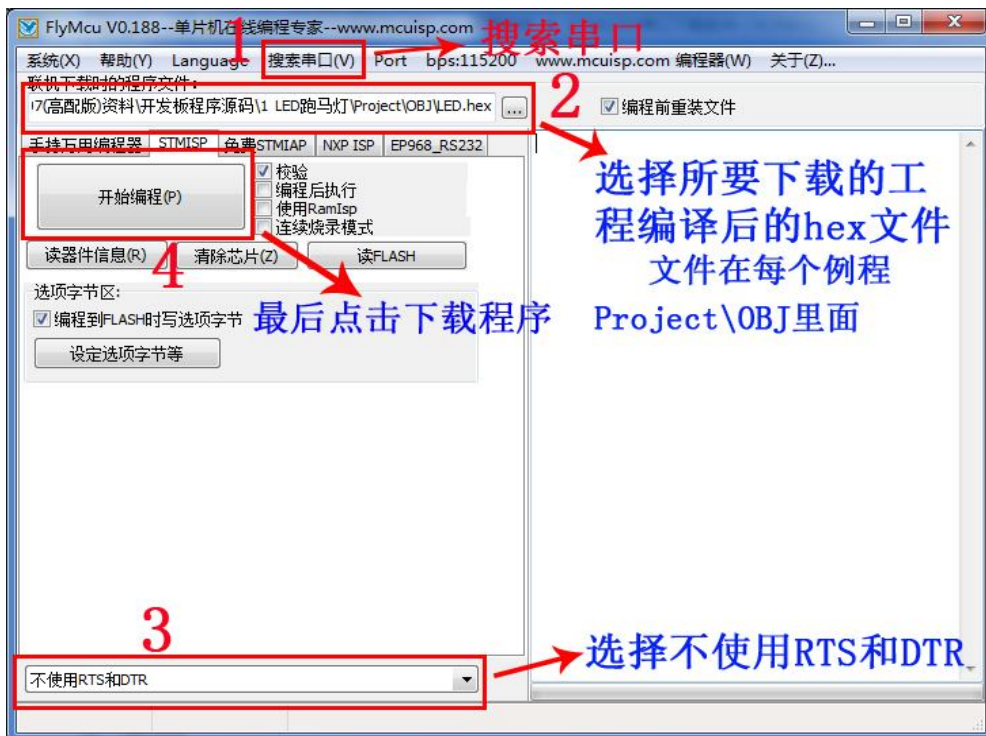 FlyMcu V0.188--单片机在线编程专家--www.mcuisp.com
1
搜索串口
系统(X) 帮助(Y) Language 搜索串口(V) Port bps:115200 www.mcuisp.com 编程器(W) 关于(Z)...
联机下载时的程序文件:
(高配版)资料\开发板程序源码\1 LED跑马灯\Project\OBJ\LED.hex ...
2
编程前重装文件
手持万用编程器 STMISP 免费STMIAP NXP ISP EP968_RS232
开始编程(P)
校验
编程后执行
使用RamIsp
连续烧录模式
选择所要下载的工
程编译后的hex文件
文件在每个例程
Project\OBJ里面
读器件信息(R) 清除芯片(Z) 读FLASH
4
选项字节区:
编程到FLASH时写选项字节
最后点击下载程序
设定选项字节等
3
选择不使用RTS和DTR
不使用RTS和DTR